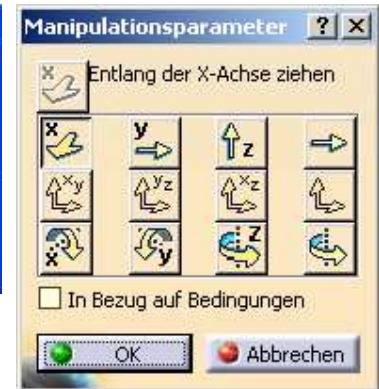 Manipulationsparameter ? X
x Entlang der X-Achse ziehen
x y z
xy yz xz
x y z
In Bezug auf Bedingungen
OK Abbrechen